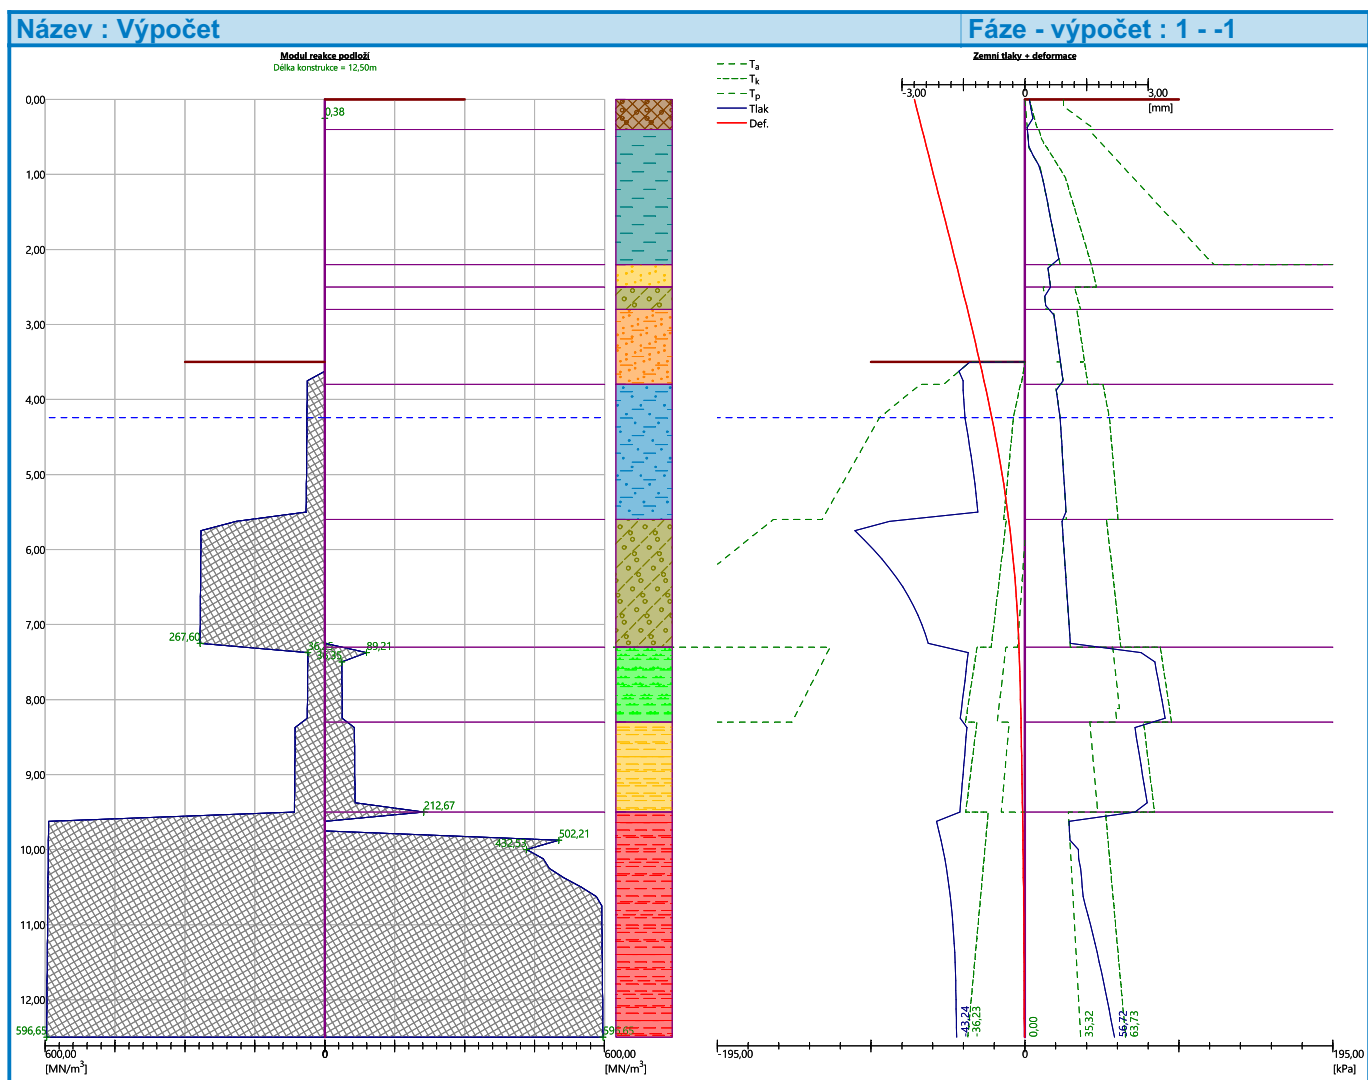 Název : Výpočet
Fáze - výpočet : 1 - -1
Modul reakce podloží
Délka konstrukce = 12,50m
Zemní tlaky + deformace
Ta
Tk
Tp
Tlak
Def.
-3,00
0
3,00
[mm]
0,00
0,38
1,00
2,00
3,00
4,00
5,00
6,00
7,00
267,60
89,21
8,00
9,00
212,67
502,21
432,53
10,00
11,00
12,00
596,65
596,65
-43,24
-36,23
0,00
35,32
56,72
63,73
600,00
0
600,00
[MN/m³]
[MN/m³]
-195,00
0
195,00
[kPa]